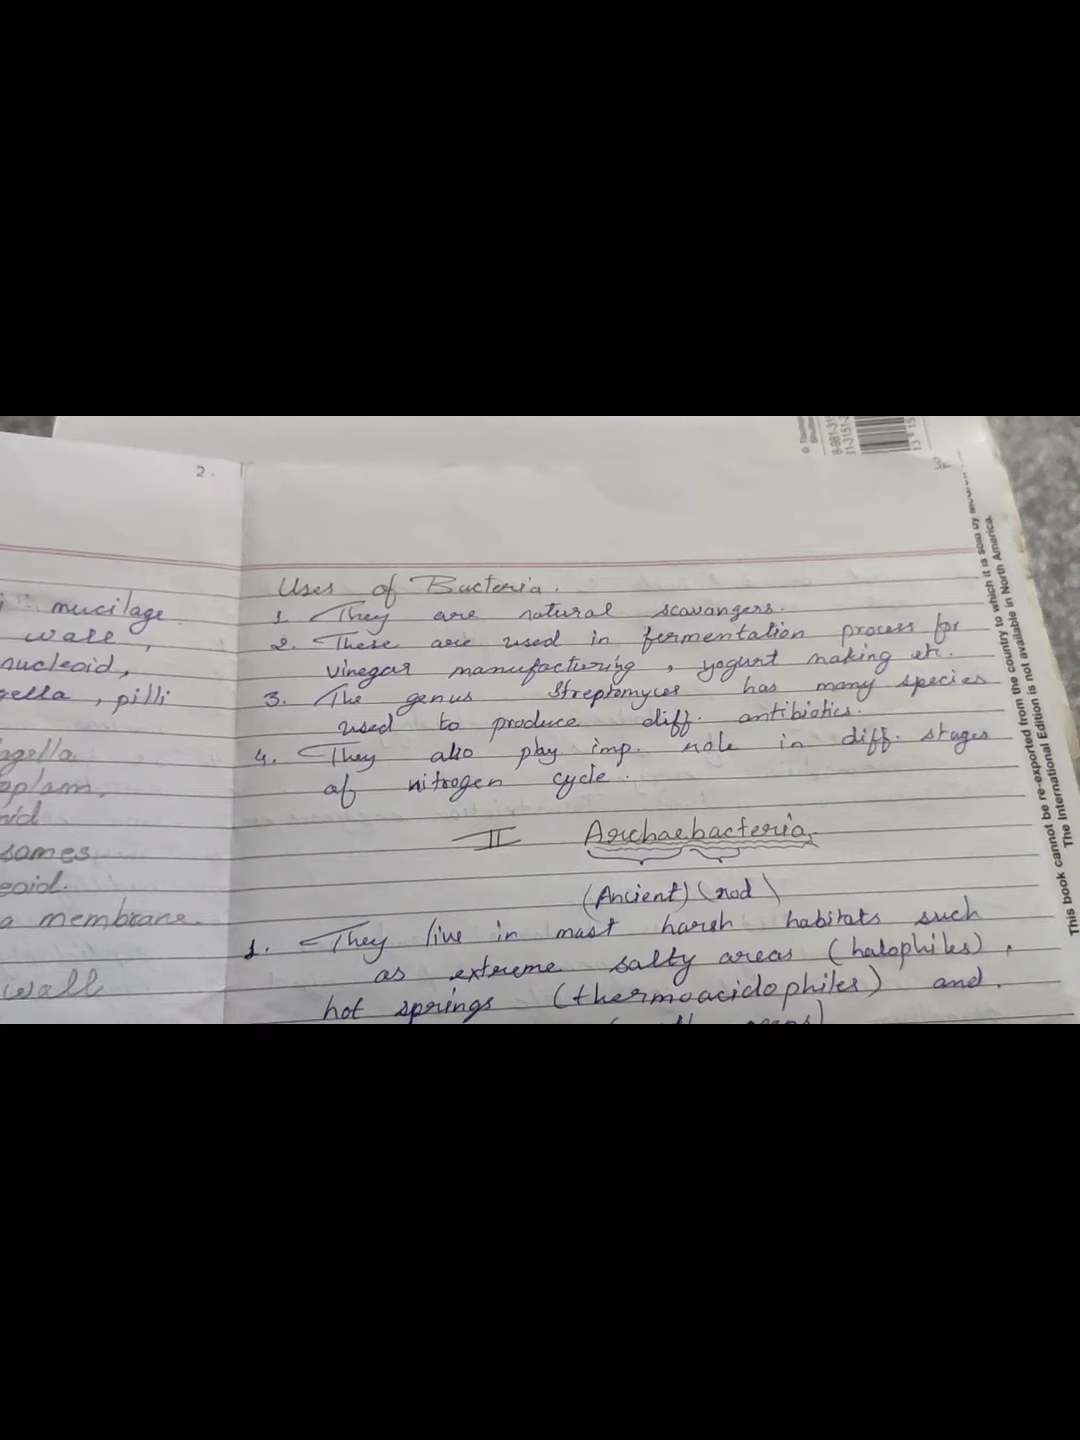 2.
mucilage
wall,
nucleoid,
gella, pilli
agella
oplasm.
oid
somes
eoid.
a membrane.
wall
Uses of Bacteria.
1. They are natural scavangers.
2. These are used in fermentation process for
vinegar manufacturing, yogurt making etc.
3. The genus Streptomyces has many species
used to produce diff. antibiotics.
4. They also play imp. role in diff. stages
of nitrogen cycle.
II Archaebacteria
(Ancient) (rod)
1. They live in most harsh habitats such
as extreme salty areas (halophiles),
hot springs (thermoacidophiles) and
This book cannot be re-exported from the country to which it is sold by
The International Edition is not available in North America.